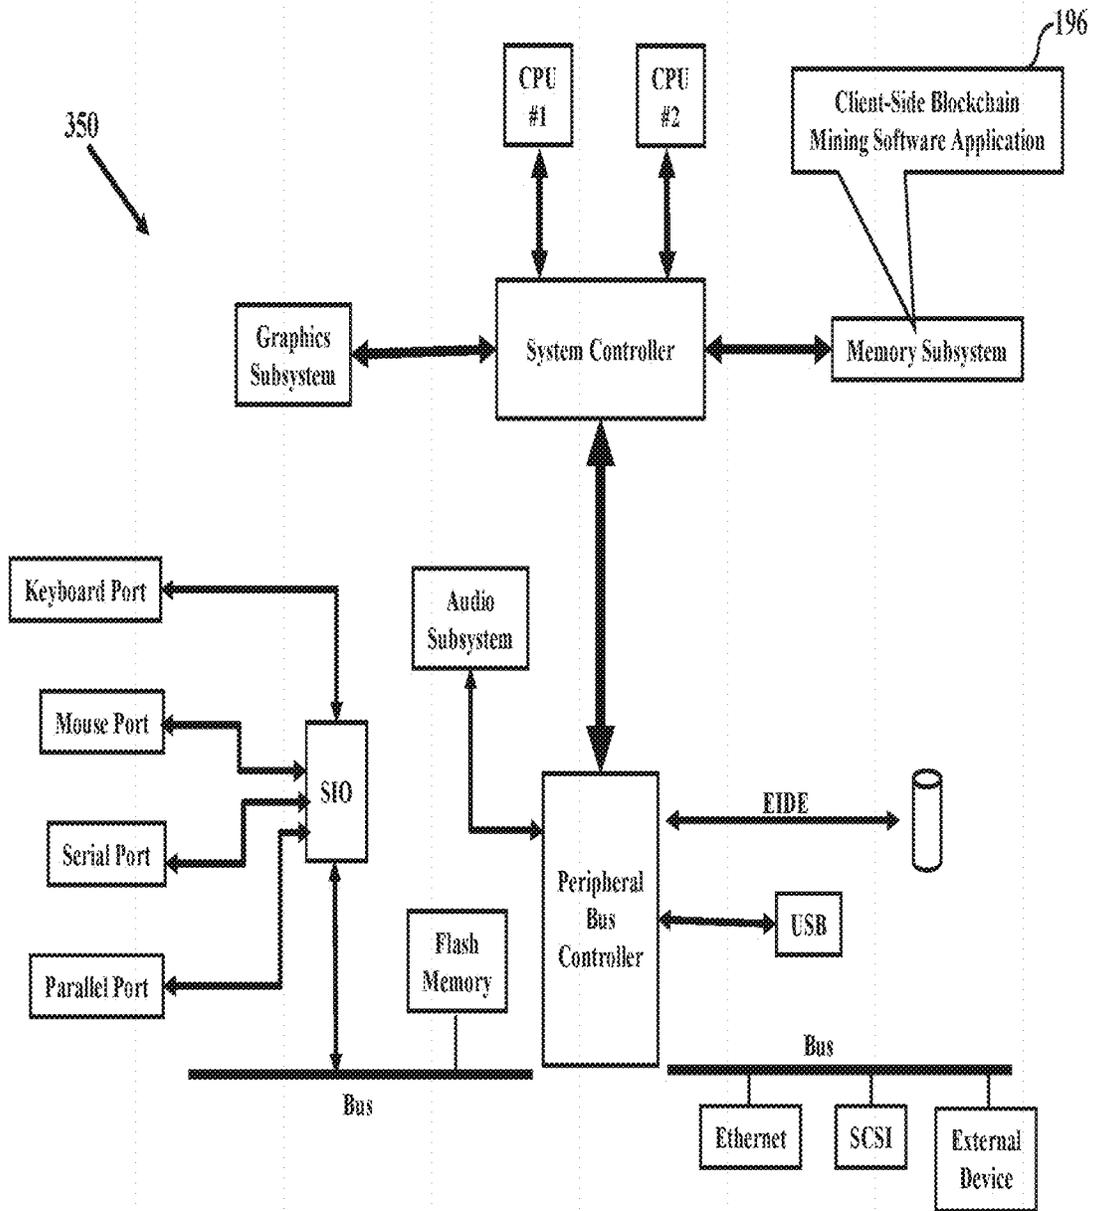 196
CPU
#1
CPU
#2
Client-Side Blockchain
Mining Software Application
350
Graphics
Subsystem
System Controller
Memory Subsystem
Keyboard Port
Audio
Subsystem
Mouse Port
SIO
EIDE
Serial Port
Peripheral
Bus
Controller
USB
Flash
Memory
Parallel Port
Bus
Bus
Ethernet
SCSI
External
Device